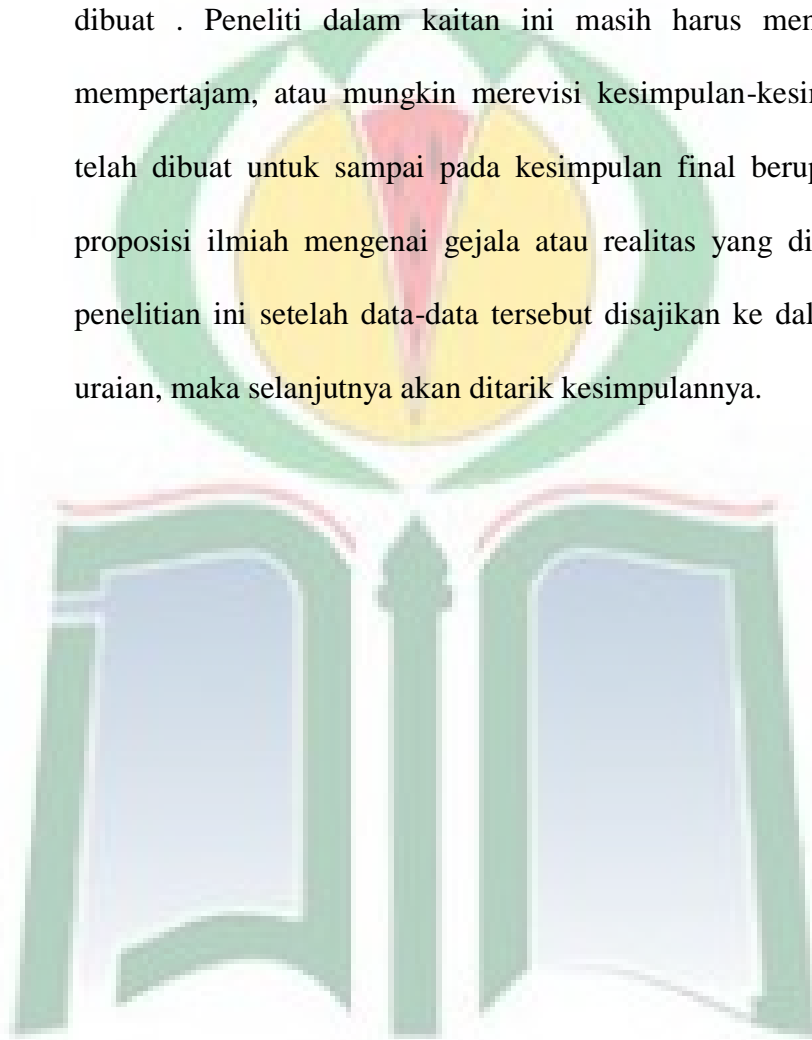 dibuat . Peneliti dalam kaitan ini masih harus
mempertajam, atau mungkin merevisi
telah dibuat untuk sampai pada kesimpulan final
proposisi ilmiah mengenai gejala atau realitas yang
penelitian ini setelah data-data tersebut disajikan ke
uraian, maka selanjutnya akan ditarik kesimpulannya.